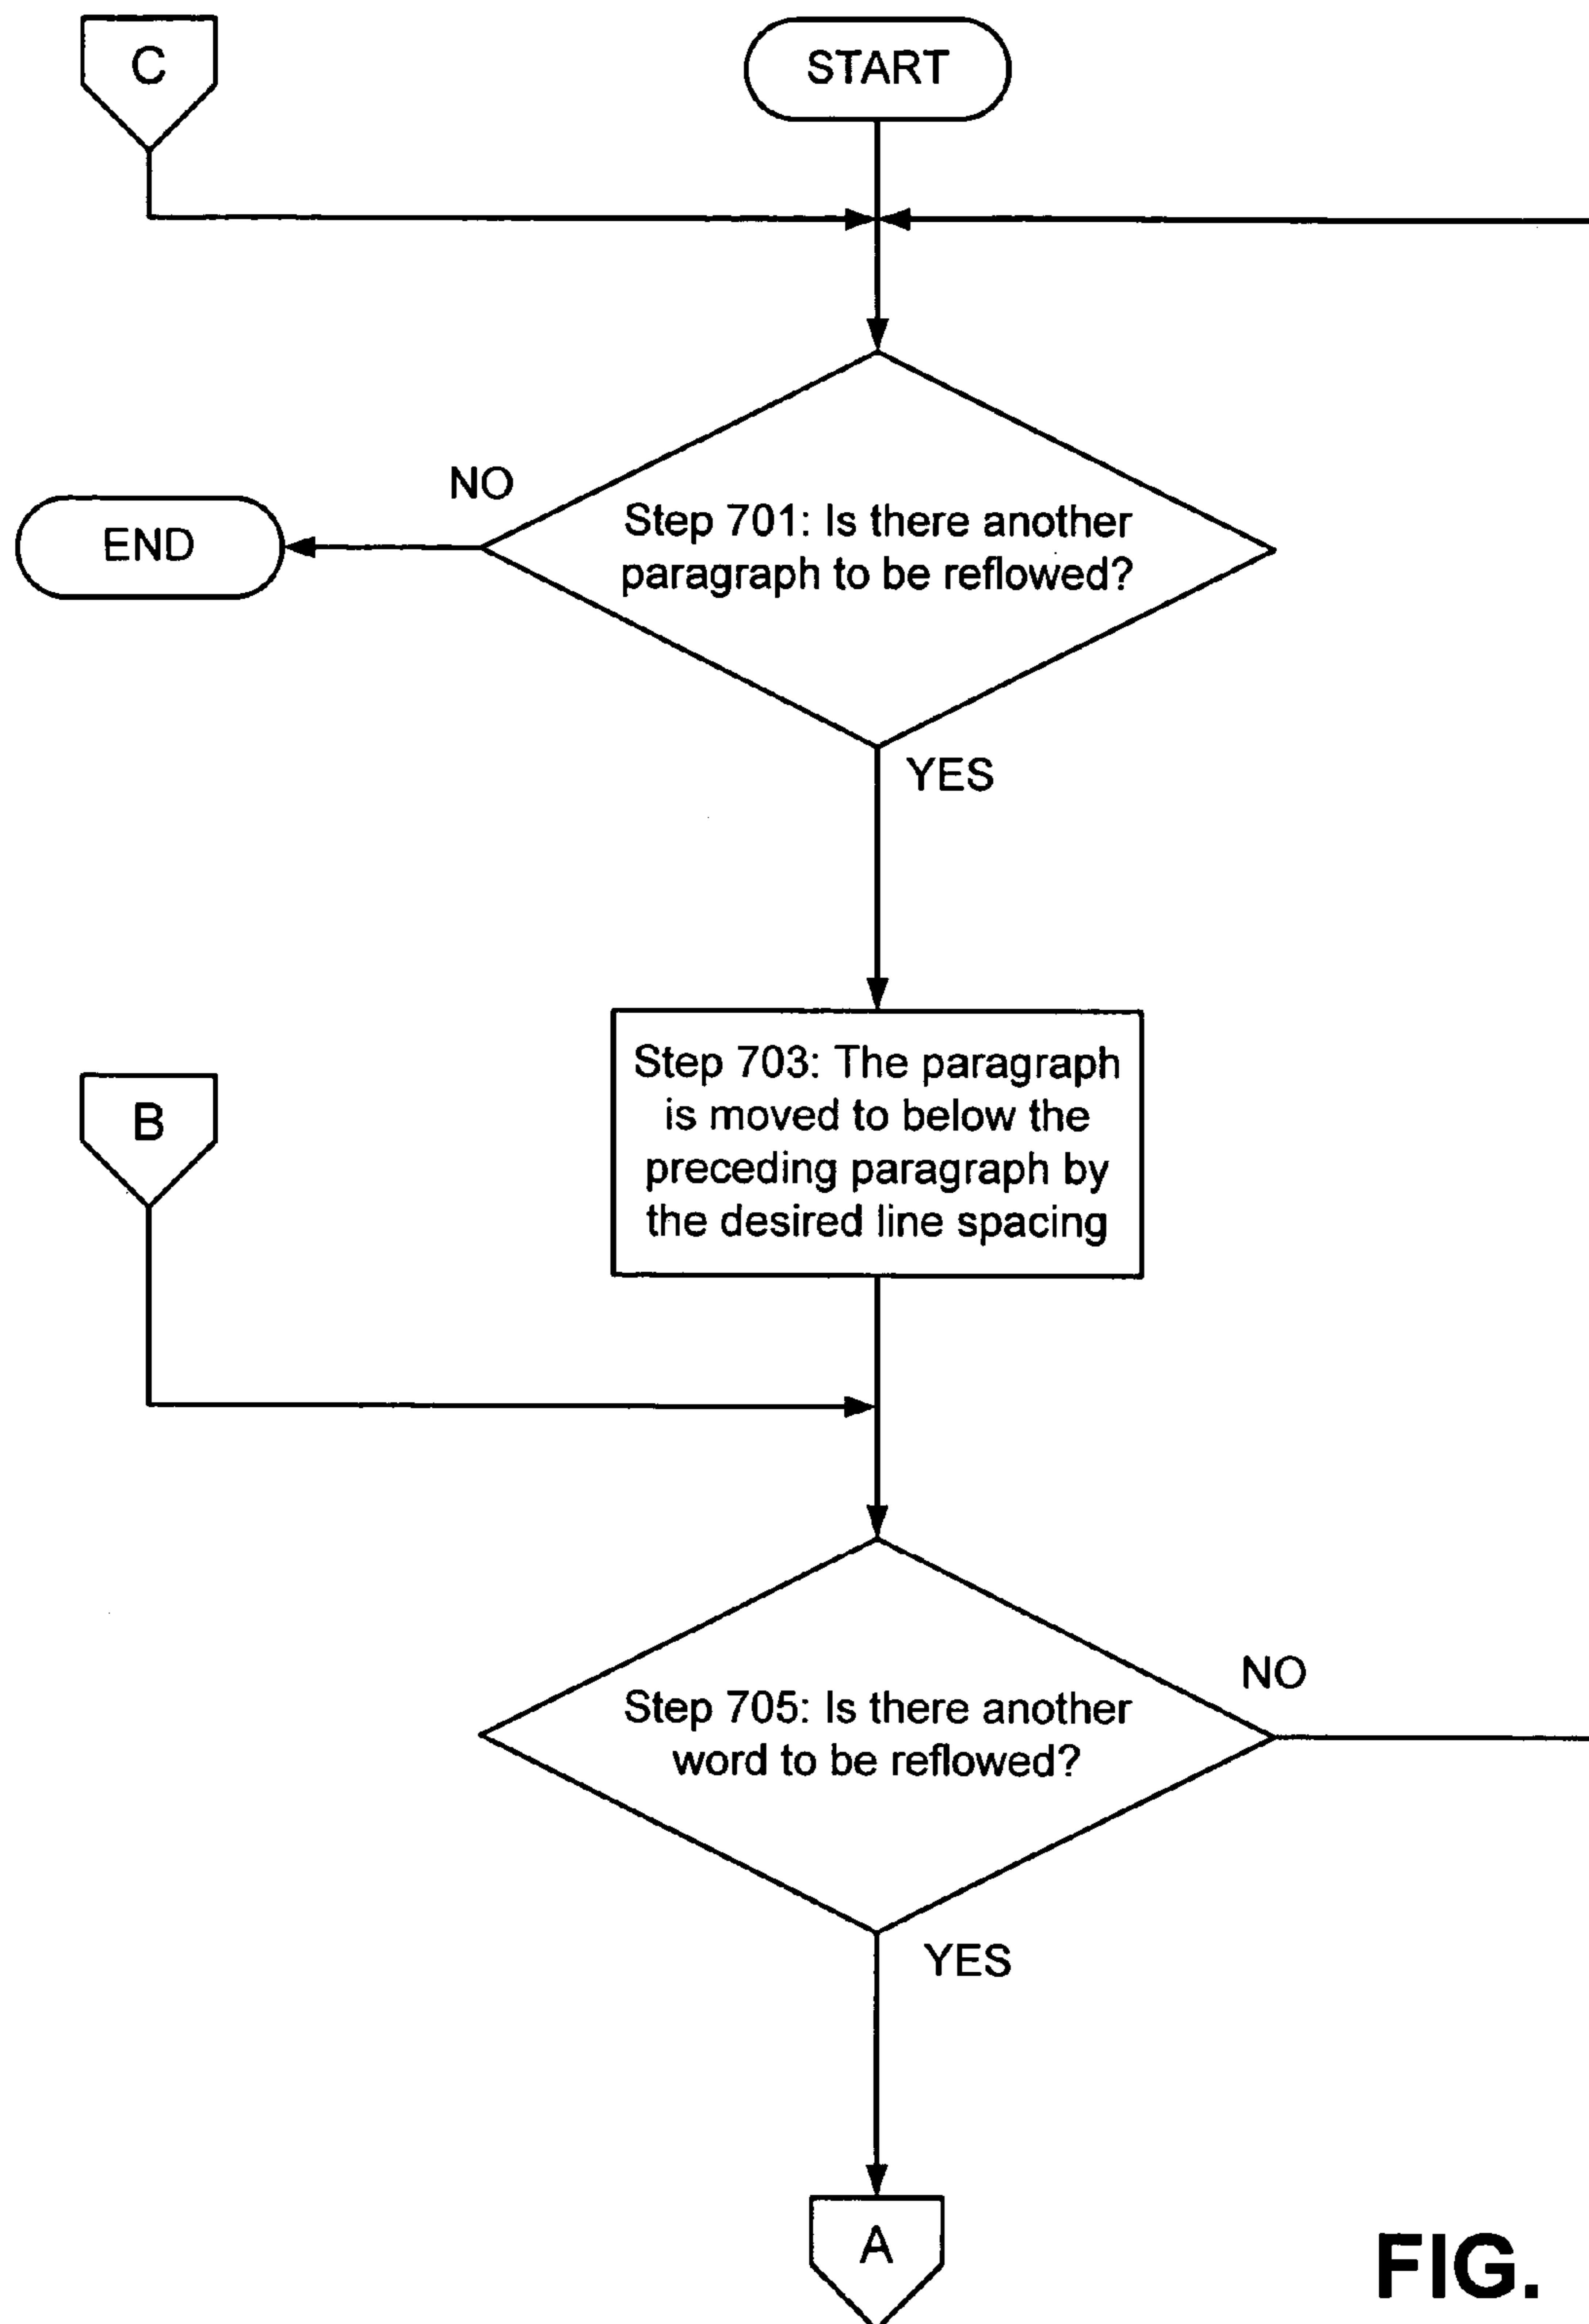 C
START
NO
END
Step 701: Is there another
paragraph to be reflowed?
YES
Step 703: The paragraph
is moved to below the
preceding paragraph by
the desired line spacing
B
NO
Step 705: Is there another
word to be reflowed?
YES
A
FIG.